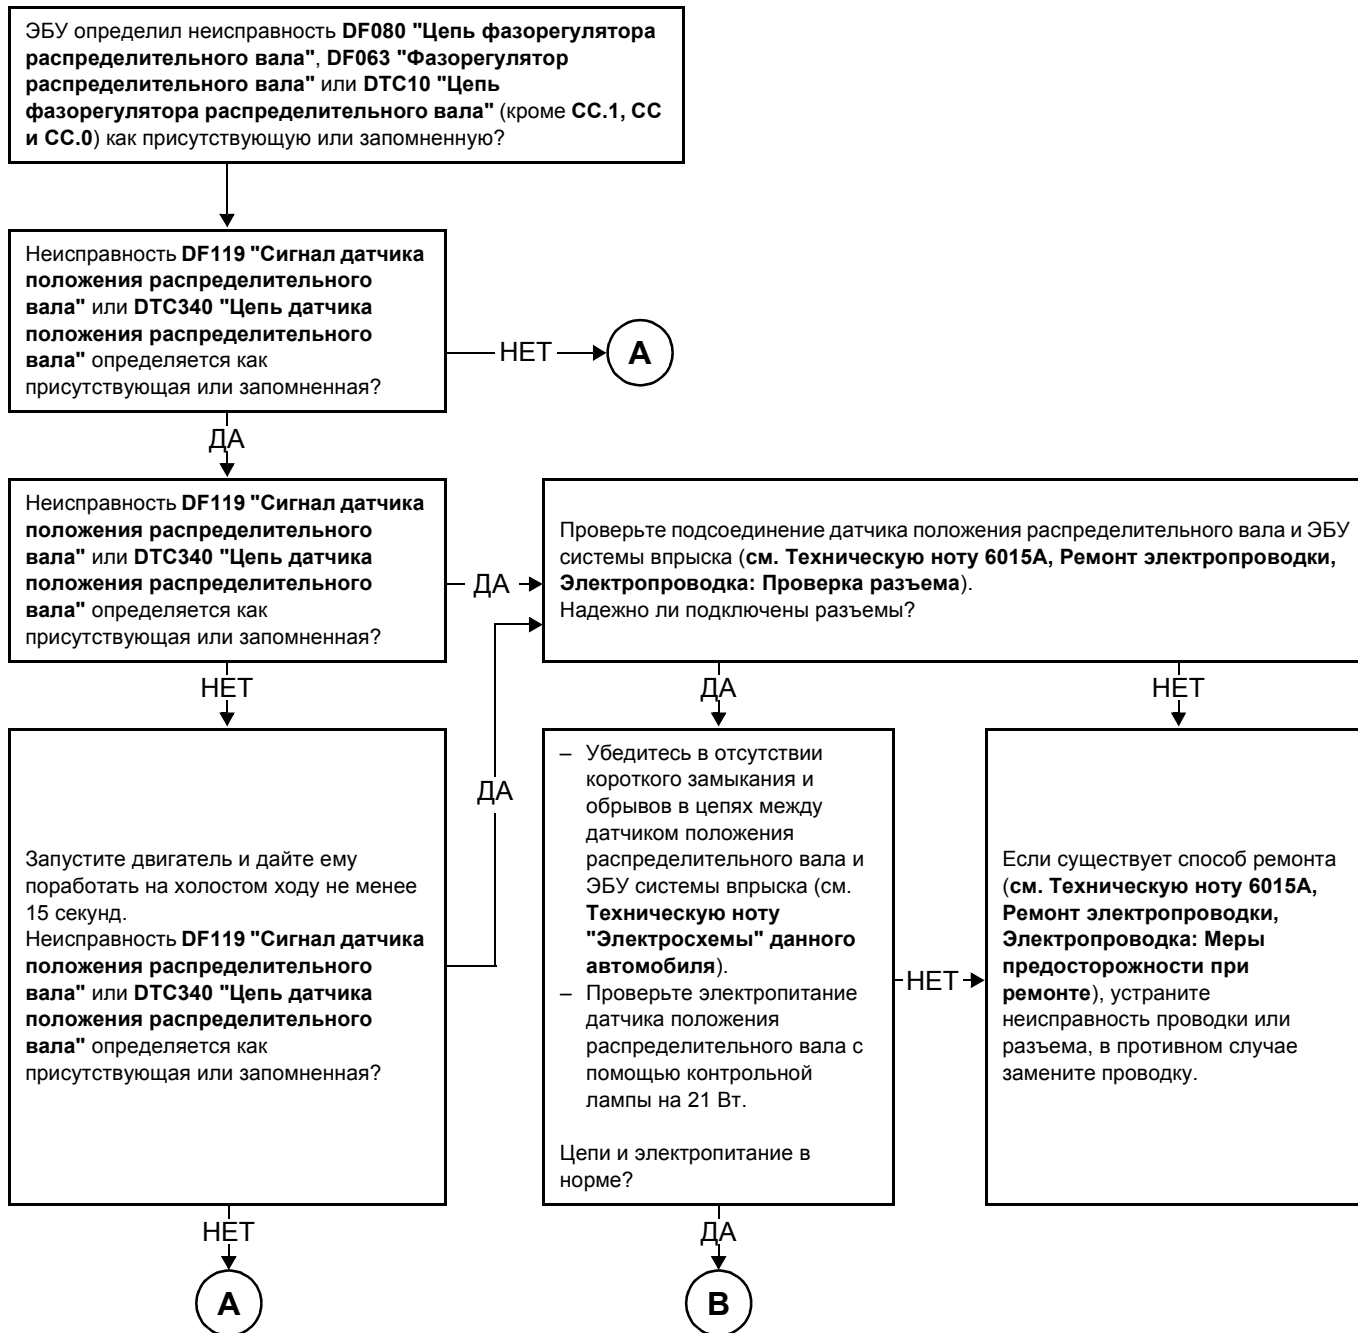 ЭБУ определил неисправность DF080 "Цепь фазорегулятора
распределительного вала", DF063 "Фазорегулятор
распределительного вала" или DTC10 "Цепь
фазорегулятора распределительного вала" (кроме CC.1, CC
и CC.0) как присутствующую или запомненную?
Неисправность DF119 "Сигнал датчика
положения распределительного
вала" или DTC340 "Цепь датчика
положения распределительного
вала" определяется как
присутствующая или запомненная?
НЕТ
A
ДА
Неисправность DF119 "Сигнал датчика
положения распределительного
вала" или DTC340 "Цепь датчика
положения распределительного
вала" определяется как
присутствующая или запомненная?
ДА
Проверьте подсоединение датчика положения распределительного вала и ЭБУ
системы впрыска (см. Техническую ноту 6015A, Ремонт электропроводки,
Электропроводка: Проверка разъема).
Надежно ли подключены разъемы?
НЕТ
ДА
НЕТ
Запустите двигатель и дайте ему
поработать на холостом ходу не менее
15 секунд.
Неисправность DF119 "Сигнал датчика
положения распределительного
вала" или DTC340 "Цепь датчика
положения распределительного
вала" определяется как
присутствующая или запомненная?
ДА
– Убедитесь в отсутствии
короткого замыкания и
обрывов в цепях между
датчиком положения
распределительного вала и
ЭБУ системы впрыска (см.
Техническую ноту
"Электросхемы" данного
автомобиля).
– Проверьте электропитание
датчика положения
распределительного вала с
помощью контрольной
лампы на 21 Вт.
Цепи и электропитание в
норме?
НЕТ
Если существует способ ремонта
(см. Техническую ноту 6015A,
Ремонт электропроводки,
Электропроводка: Меры
предосторожности при
ремонте), устраните
неисправность проводки или
разъема, в противном случае
замените проводку.
НЕТ
ДА
A
B